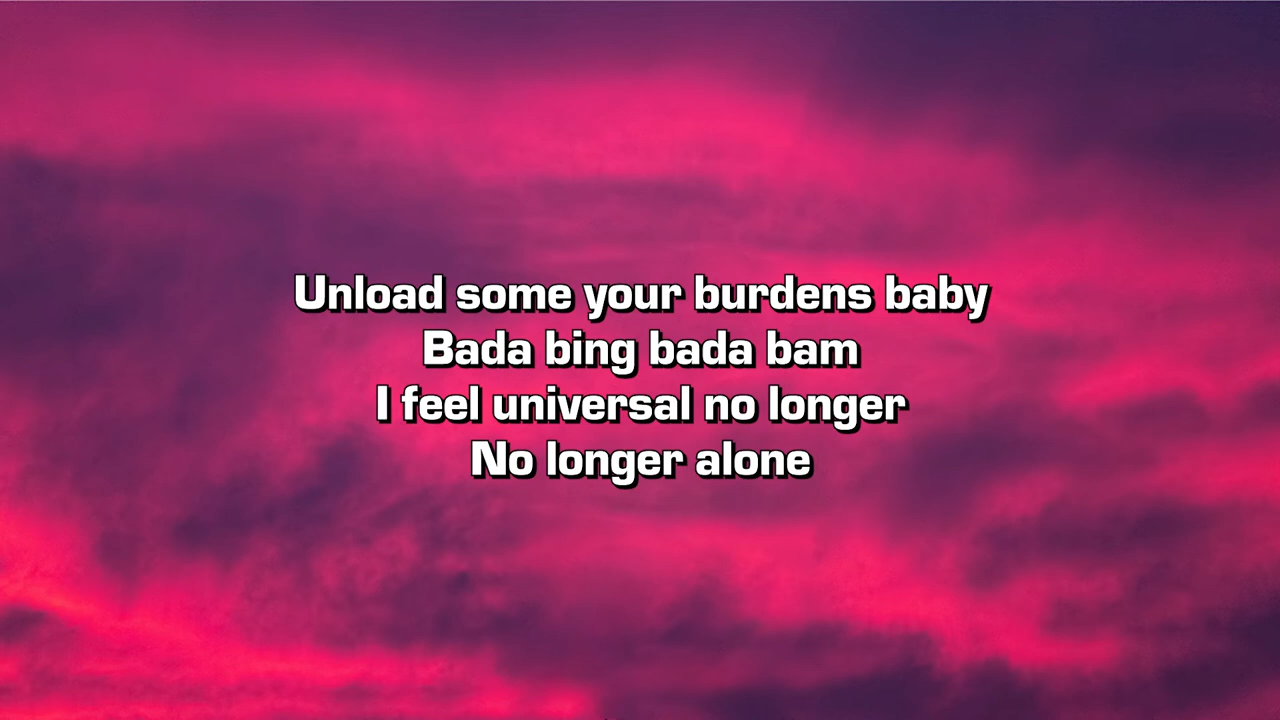 Unload some your burdens baby
Bada bing bada bam
I feel universal no longer
No longer alone